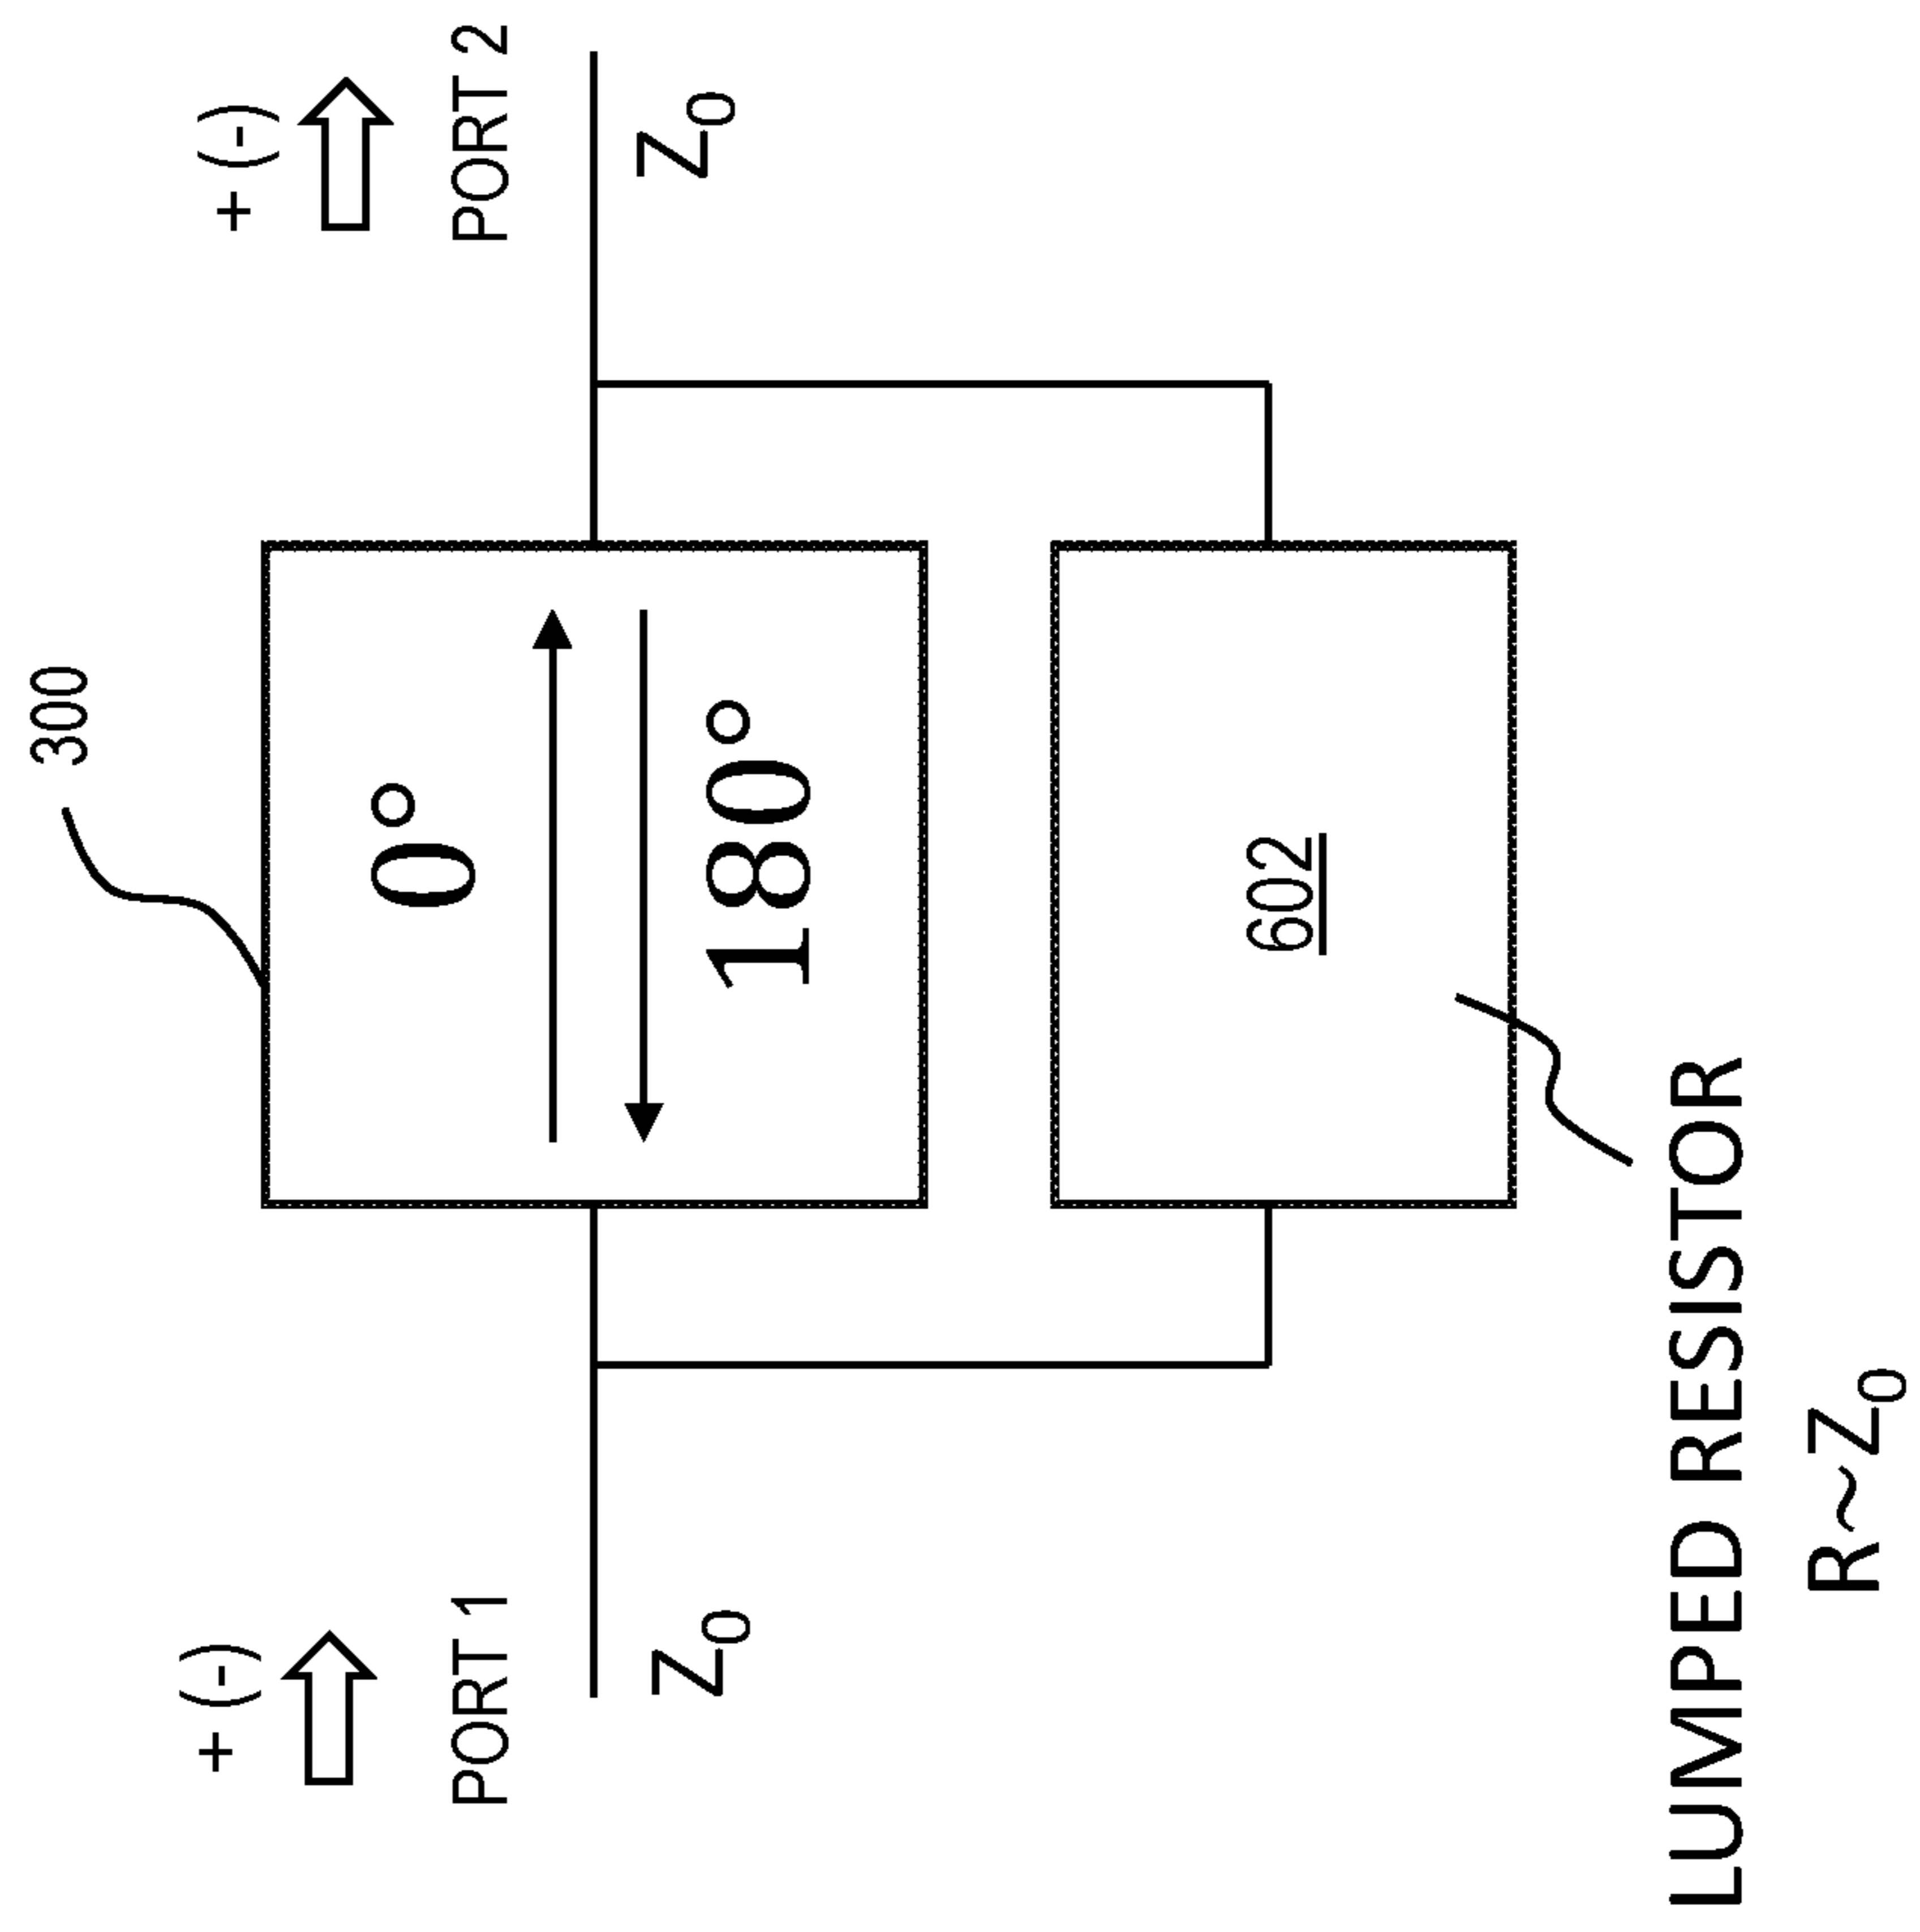 300
+ (-)
+ (-)
0°
PORT 1
PORT 2
Z₀
Z₀
180°
602
LUMPED RESISTOR
R~Z₀